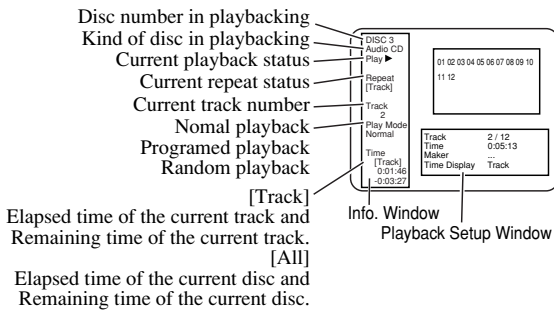 Disc number in playbacking
Kind of disc in playbacking
Current playback status
Current repeat status
Current track number
Nomal playback
Programed playback
Random playback
[Track]
Elapsed time of the current track and
Remaining time of the current track.
[All]
Elapsed time of the current disc and
Remaining time of the current disc.
DISC 3
Audio CD
Play ▶
Repeat
[Track]
Track
2
Play Mode
Normal
Time
[Track]
0:01:46
-0:03:27
01 02 03 04 05 06 07 08 09 10
11 12
Track 2 / 12
Time 0:05:13
Maker ...
Time Display Track
Info. Window
Playback Setup Window